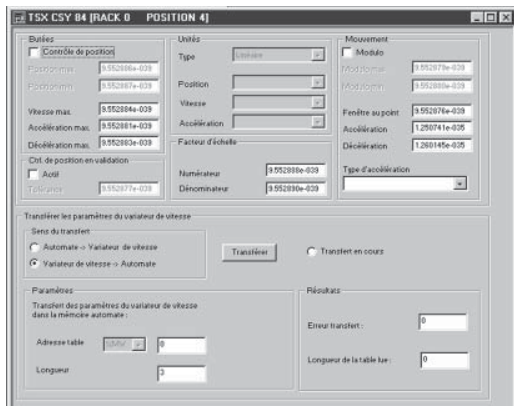 TSX CSY 84 [RACK 0 POSITION 4]
Butées
Contrôle de position
Position max. 9.552886e-039
Position min. 9.552887e-039
Vitesse max. 9.552884e-039
Accélération max. 9.552881e-039
Décélération max. 9.552883e-039
Ctrl. de position en validation
Actif
Tolérance 9.552877e-039
Unités
Type Linéaire
Position
Vitesse
Accélération
Facteur d'échelle
Numérateur 9.552888e-039
Dénominateur 9.552890e-039
Mouvement
Modulo
Modulo max. 9.552879e-039
Modulo min. 9.552880e-039
Fenêtre au point 9.552876e-039
Accélération 1.250741e-035
Décélération 1.260145e-035
Type d'accélération
Transférer les paramètres du variateur de vitesse
Sens du transfert
Automate -> Variateur de vitesse
Variateur de vitesse -> Automate
Transférer
Transfert en cours
Paramètres
Transfert des paramètres du variateur de vitesse
dans la mémoire automate :
Adresse table %MW 0
Longueur 3
Résultats
Erreur transfert : 0
Longueur de la table lue : 0